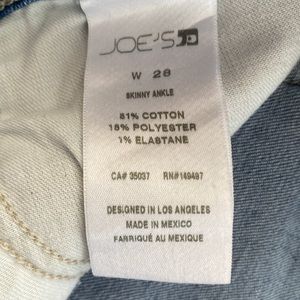 JOE'S
W 28
SKINNY ANKLE
81% COTTON
18% POLYESTER
1% ELASTANE
CA# 35037 RN#149497
DESIGNED IN LOS ANGELES
MADE IN MEXICO
FABRIQUÉ AU MEXIQUE